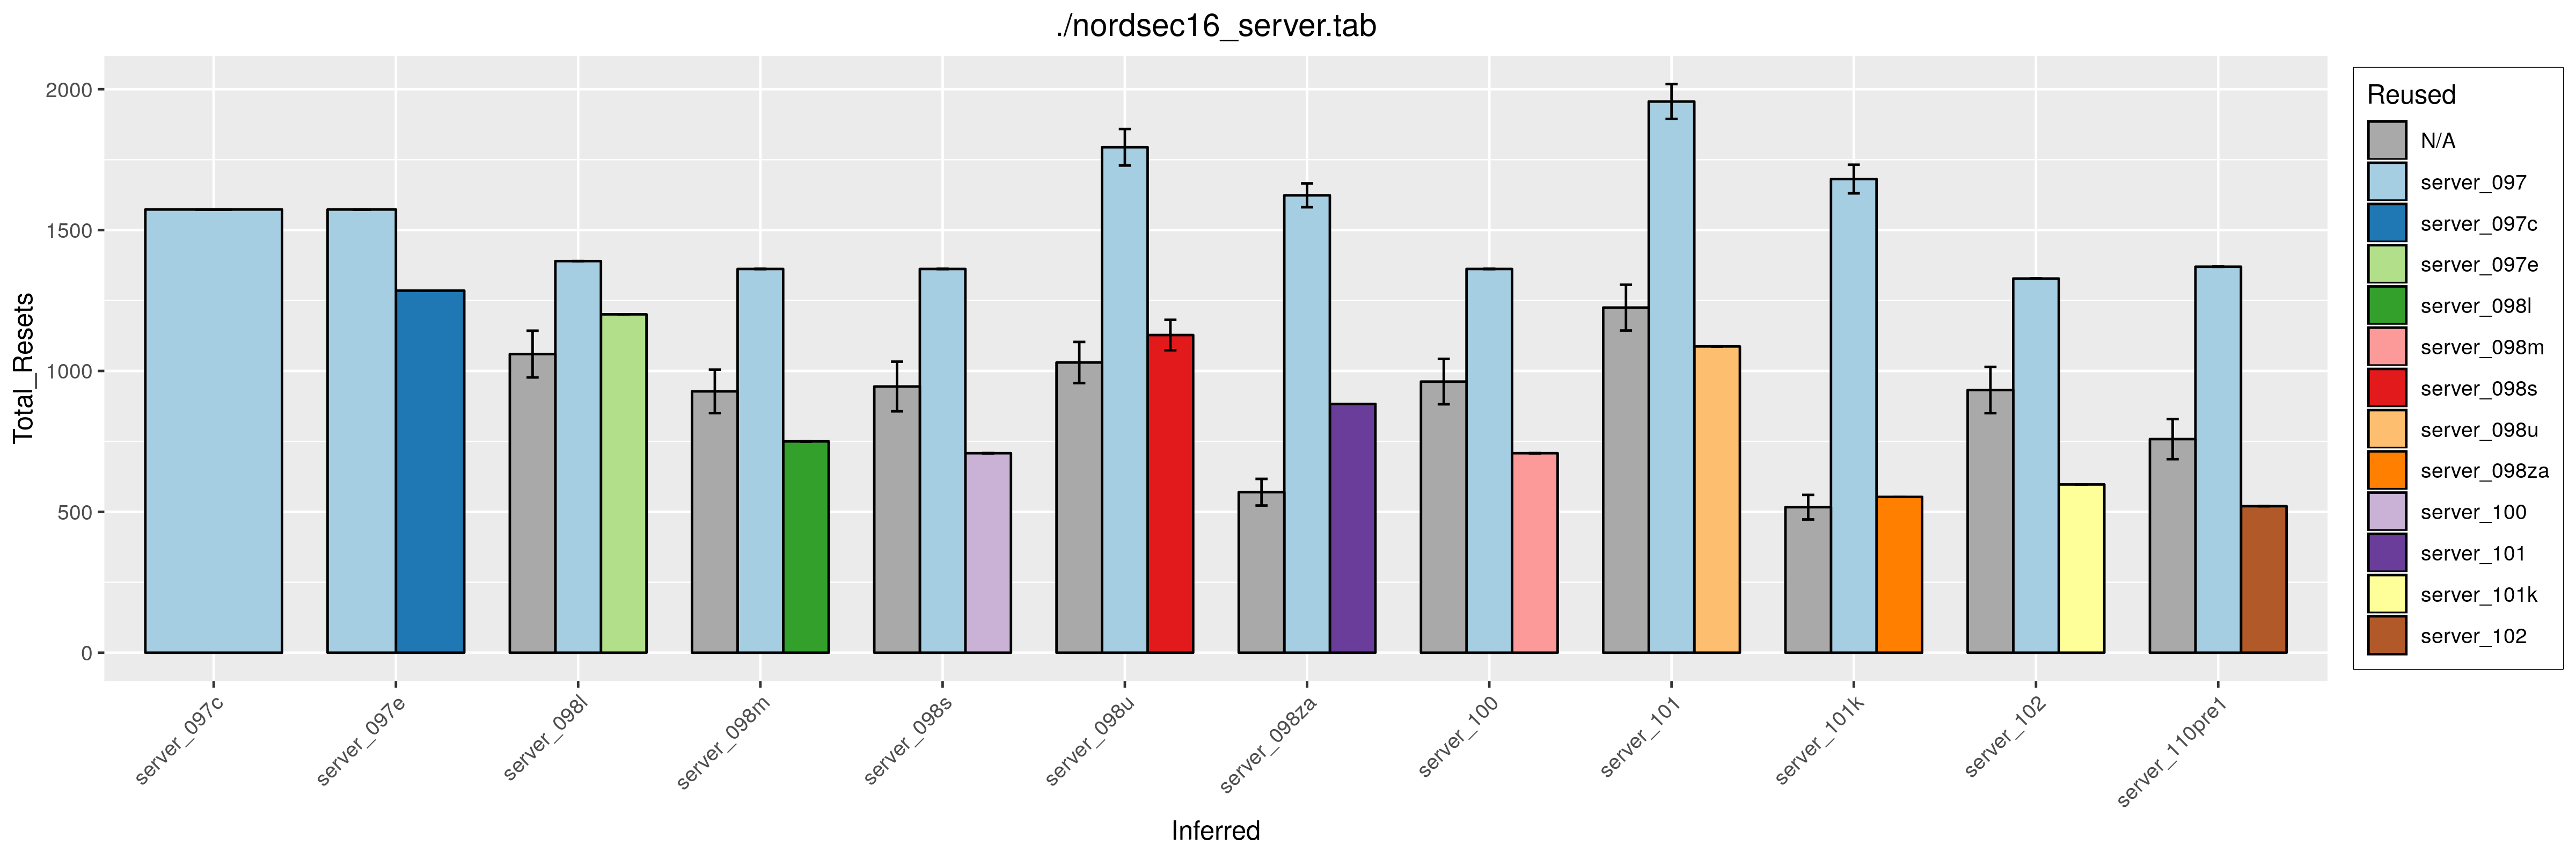 ./nordsec16_server.tab
Total_Resets
2000
1500
1000
500
0
server_097c
server_097e
server_098l
server_098m
server_098s
server_098u
server_098za
server_100
server_101
server_101k
server_102
server_110pre1
Inferred
Reused
N/A
server_097
server_097c
server_097e
server_098l
server_098m
server_098s
server_098u
server_098za
server_100
server_101
server_101k
server_102